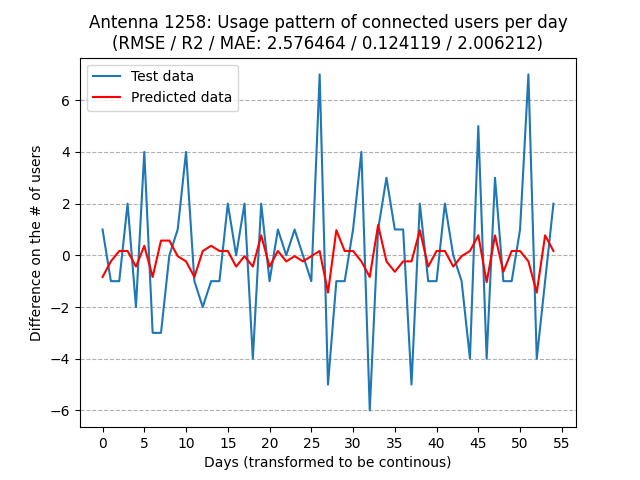 Antenna 1258: Usage pattern of connected users per day
(RMSE / R2 / MAE: 2.576464 / 0.124119 / 2.006212)
Test data
Predicted data
Difference on the # of users
6
4
2
0
−2
−4
−6
0 5 10 15 20 25 30 35 40 45 50 55
Days (transformed to be continous)